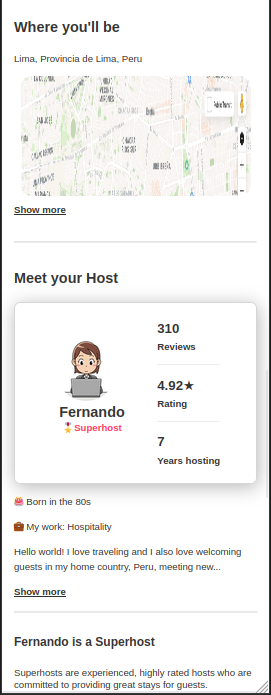 Where you'll be
Lima, Provincia de Lima, Peru
Show more
Meet your Host
310
Reviews
4.92★
Rating
7
Years hosting
Fernando
Superhost
Born in the 80s
My work: Hospitality
Hello world! I love traveling and I also love welcoming
guests in my home country, Peru, meeting new...
Show more
Fernando is a Superhost
Superhosts are experienced, highly rated hosts who are
committed to providing great stays for guests.